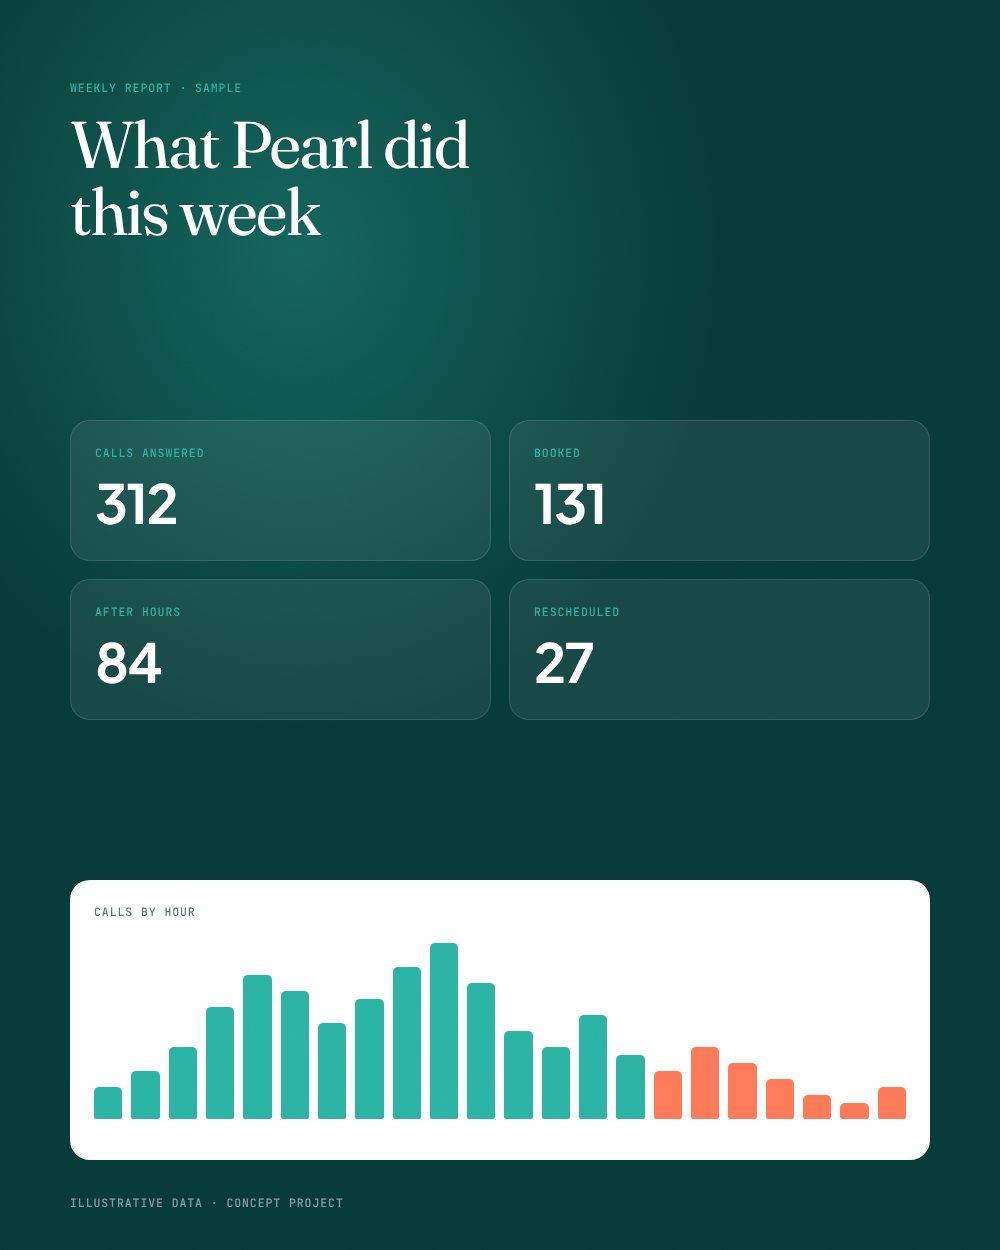 WEEKLY REPORT · SAMPLE
What Pearl did
this week
CALLS ANSWERED
312
BOOKED
131
AFTER HOURS
84
RESCHEDULED
27
CALLS BY HOUR
ILLUSTRATIVE DATA · CONCEPT PROJECT